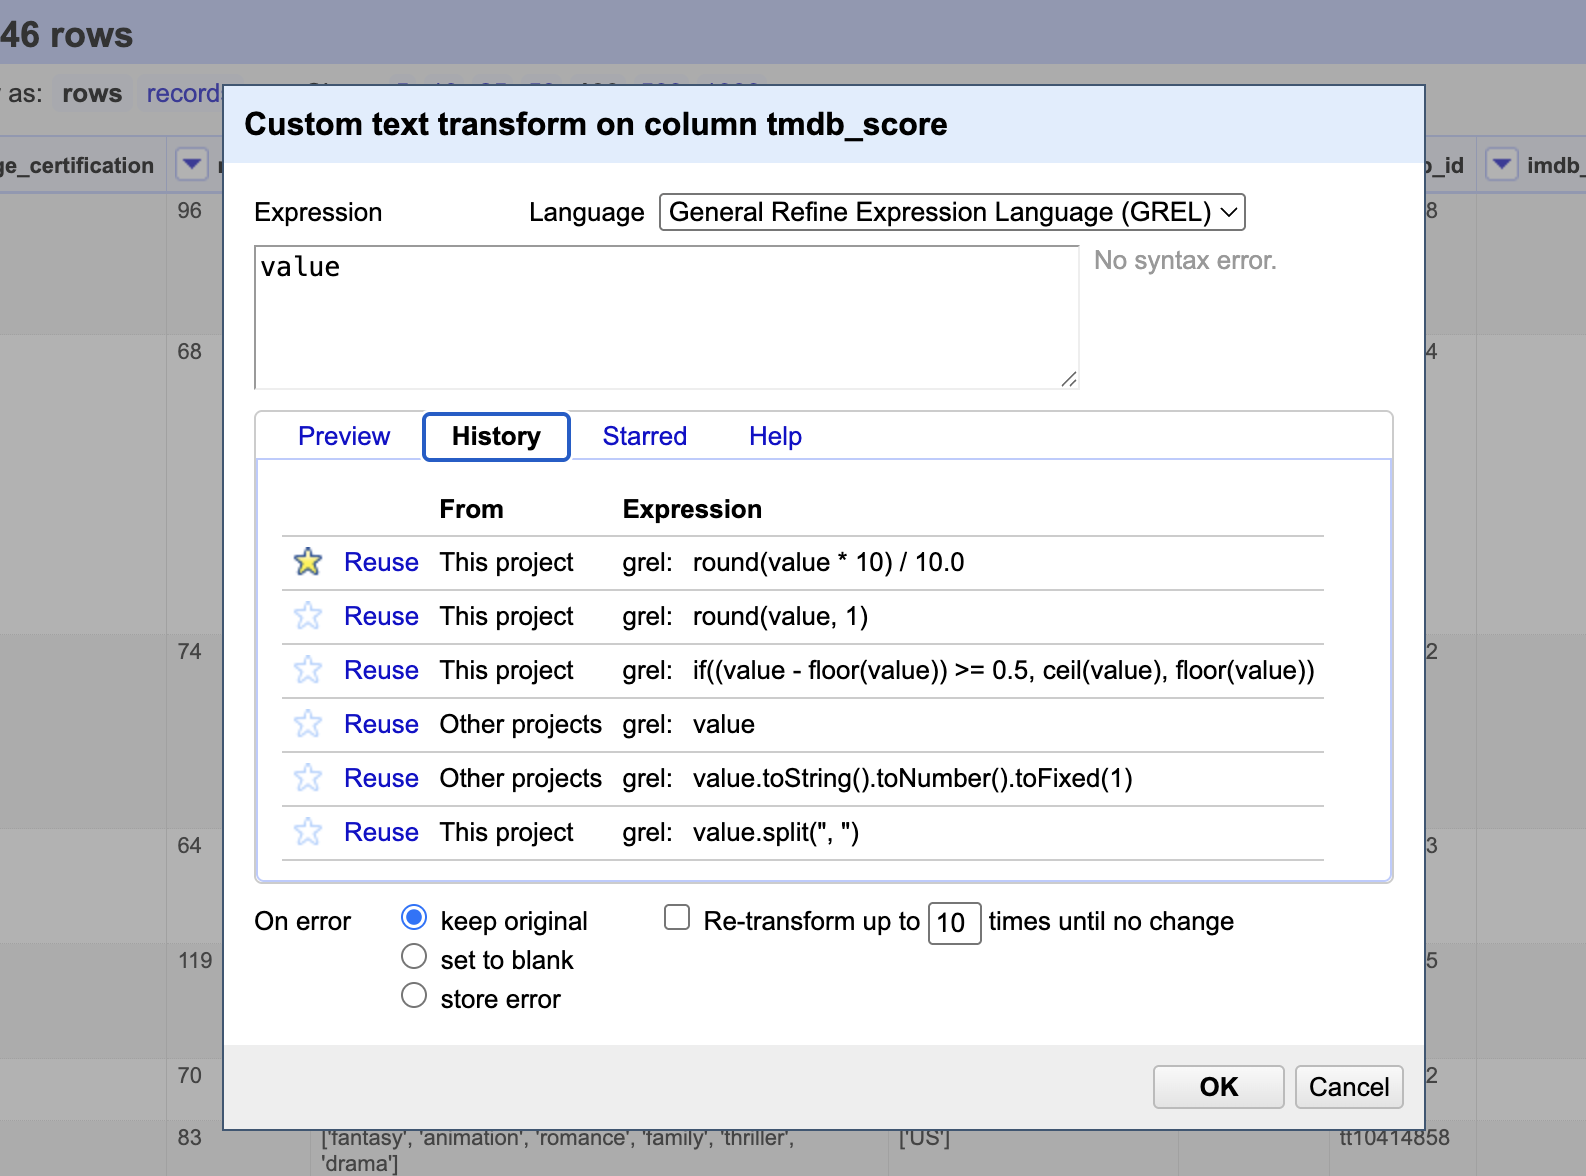 46 rows
as: rows records
Custom text transform on column tmdb_score
ge_certification
b_id
imdb_
Expression Language General Refine Expression Language (GREL)
value
No syntax error.
Preview History Starred Help
From Expression
Reuse This project grel: round(value * 10) / 10.0
Reuse This project grel: round(value, 1)
Reuse This project grel: if((value - floor(value)) >= 0.5, ceil(value), floor(value))
Reuse Other projects grel: value
Reuse Other projects grel: value.toString().toNumber().toFixed(1)
Reuse This project grel: value.split(", ")
On error keep original Re-transform up to 10 times until no change
set to blank
store error
OK Cancel
96 8
68 4
74 2
64 3
119 5
70 2
83 ['fantasy', 'animation', 'romance', 'family', 'thriller', ['US'] tt10414858
'drama']